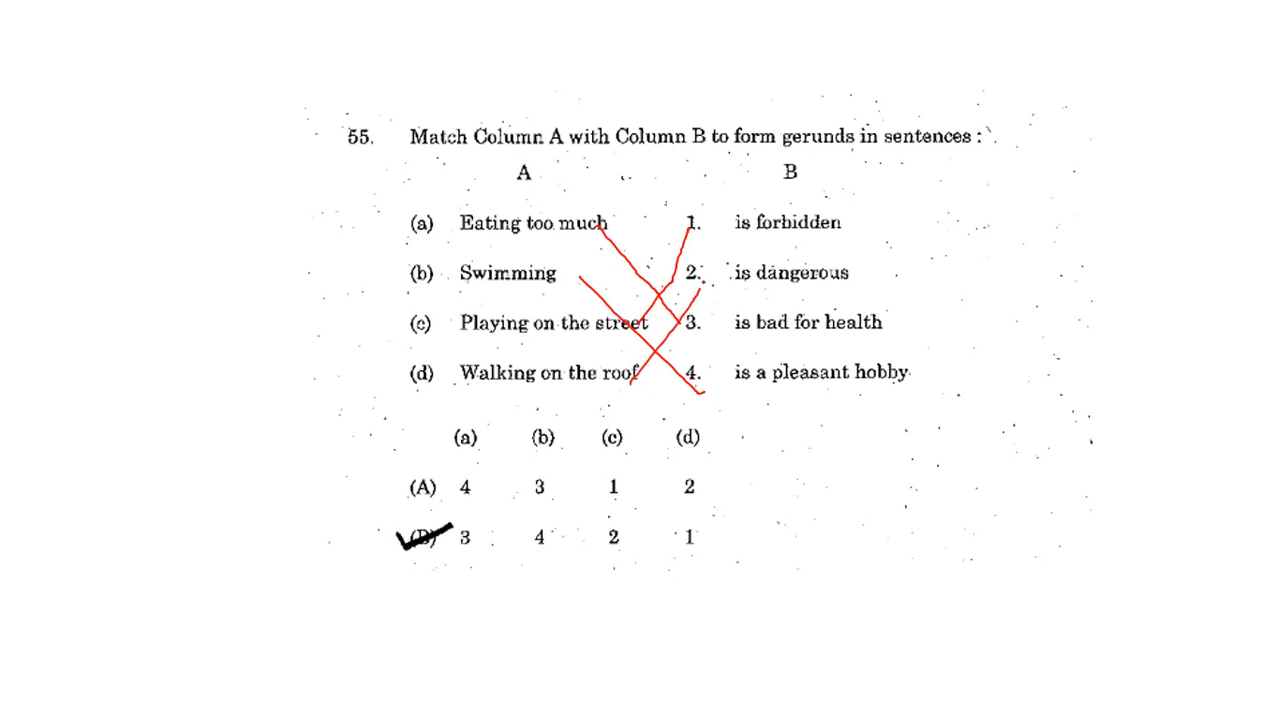 55. Match Column A with Column B to form gerunds in sentences :
A B
(a) Eating too much 1. is forbidden
(b) Swimming 2. is dangerous
(c) Playing on the street 3. is bad for health
(d) Walking on the roof 4. is a pleasant hobby
(a) (b) (c) (d)
(A) 4 3 1 2
(B) 3 4 2 1